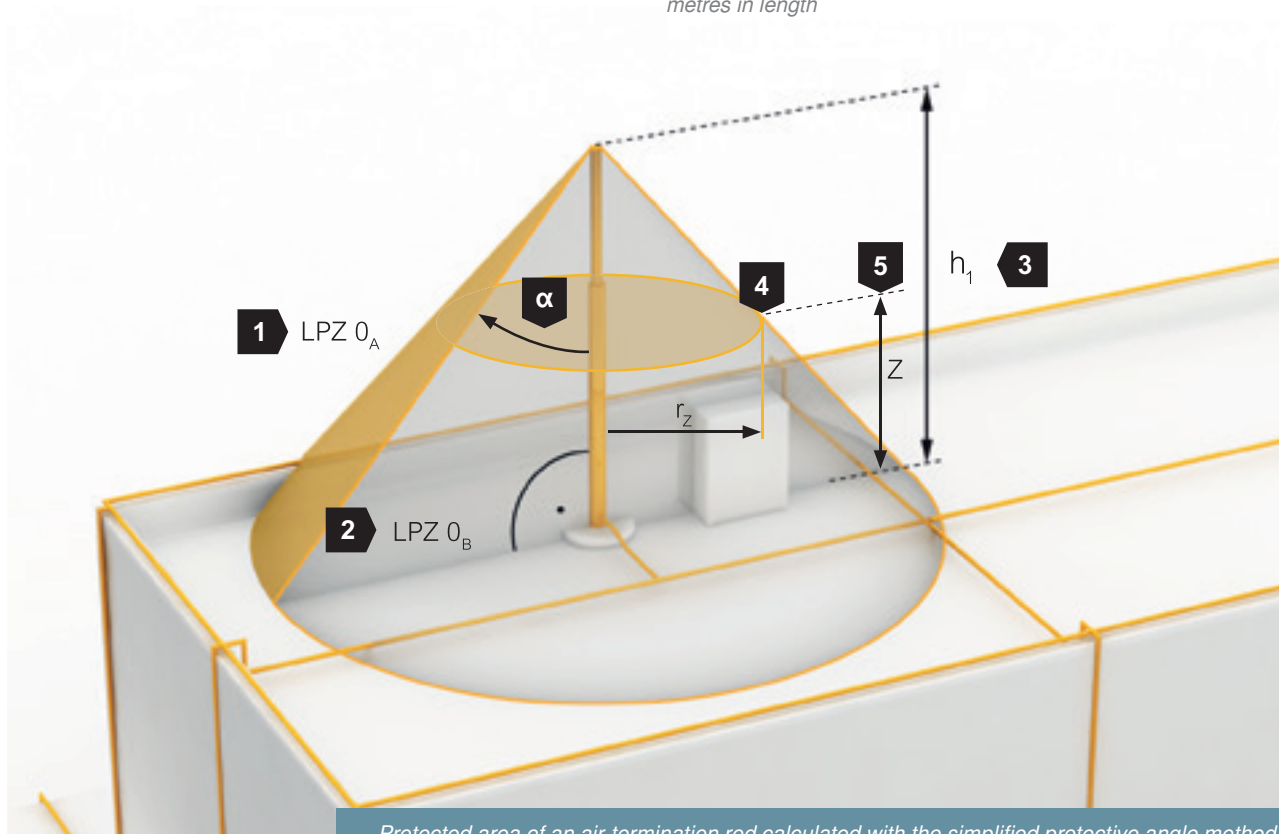 metres in length
α
4
5
h₁ 3
1 LPZ 0A
Z
rZ
2 LPZ 0B
Protected area of an air-termination rod calculated with the simplified protective angle method